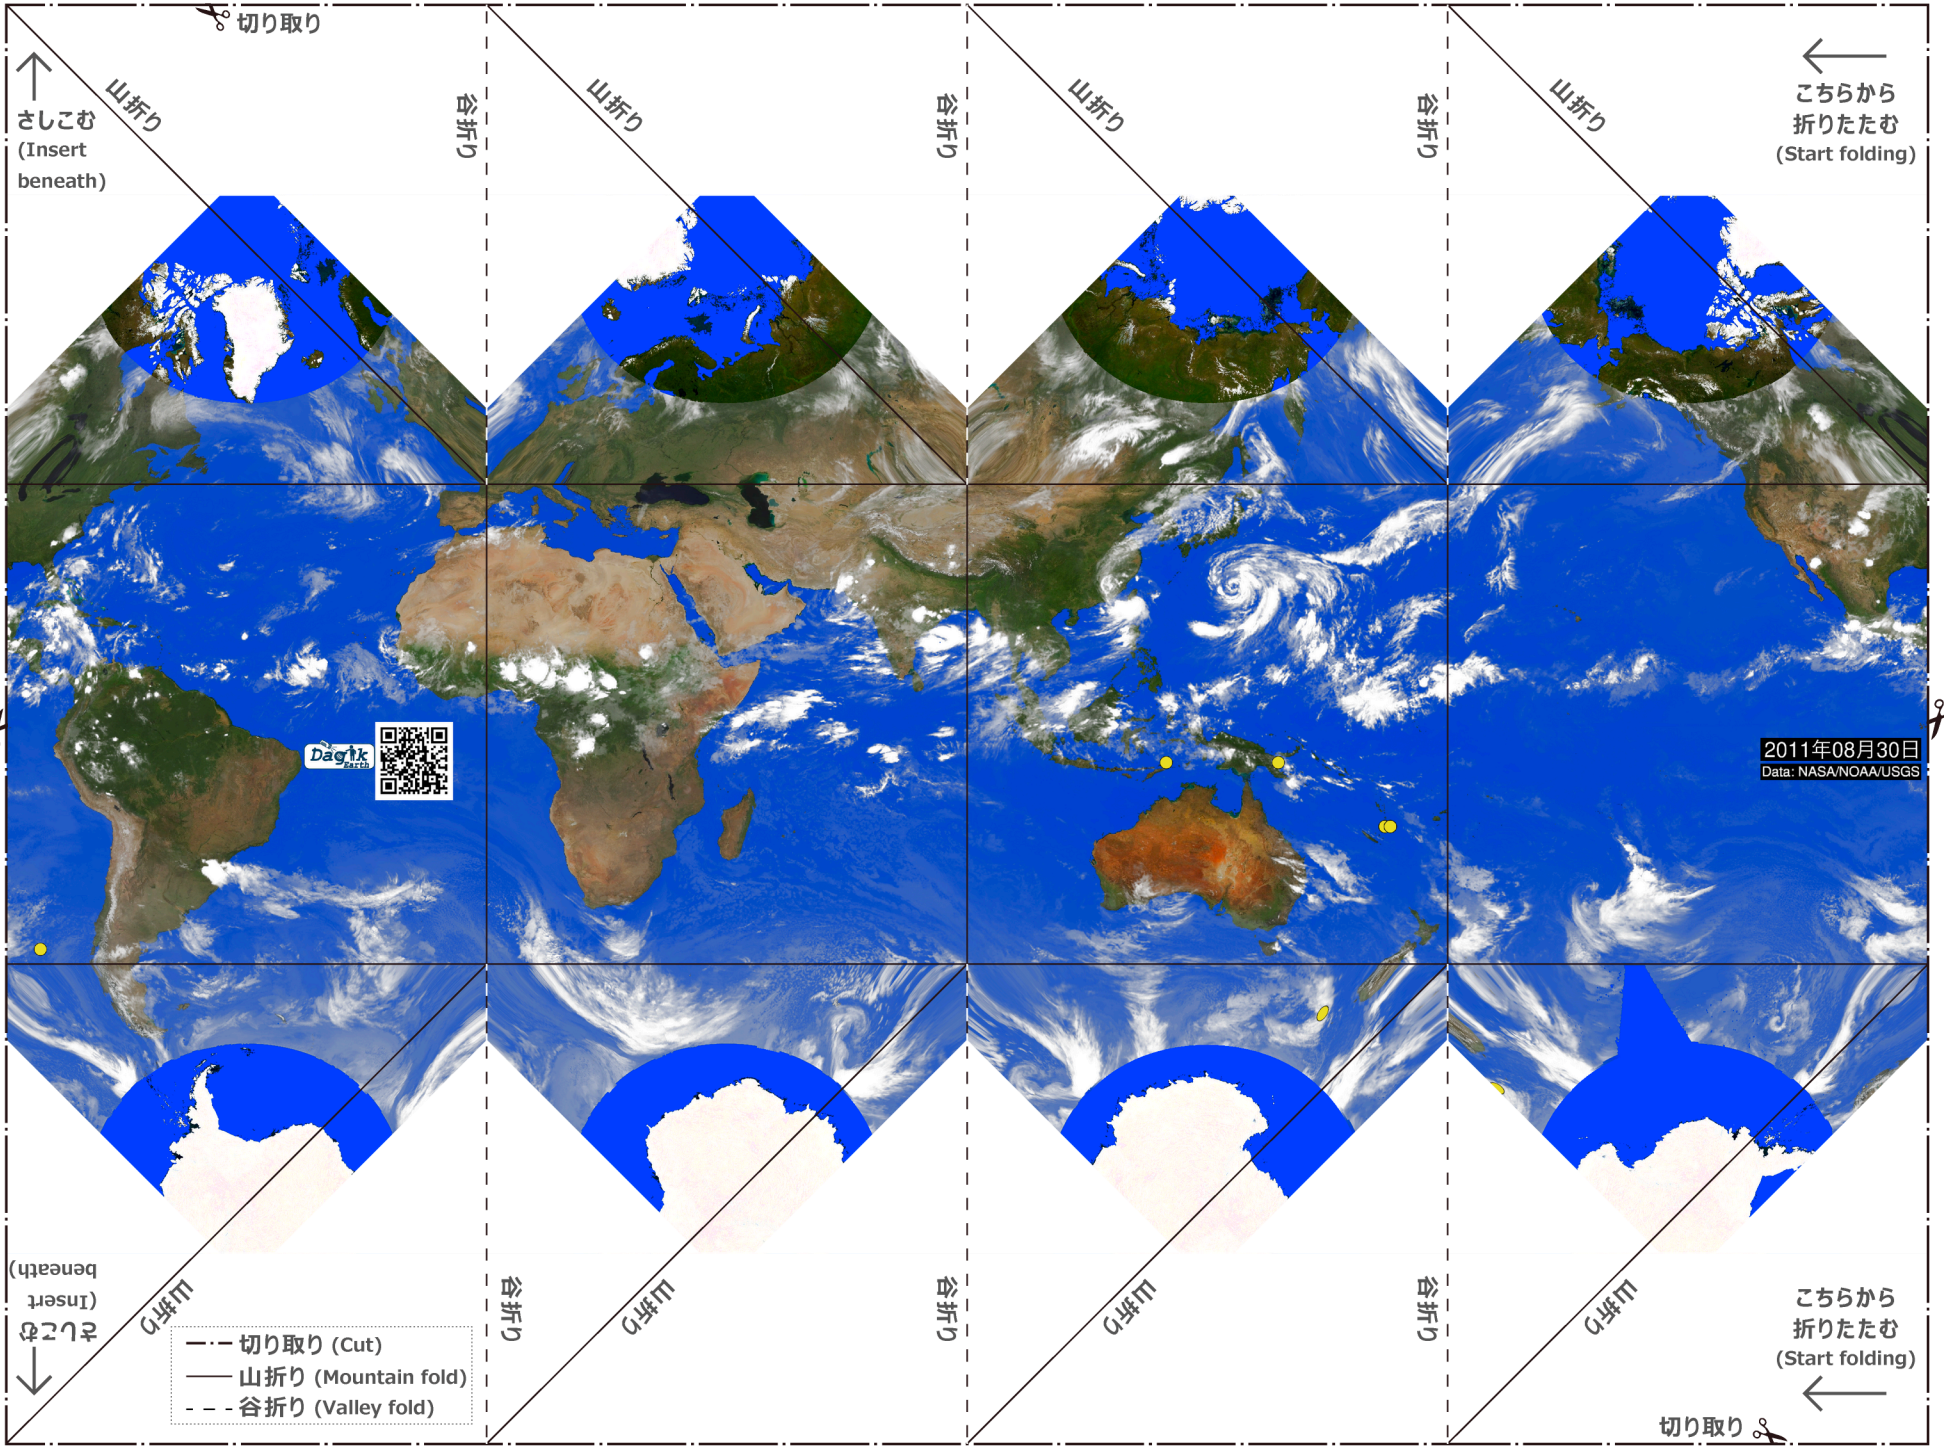 切り取り
山折り
谷折り
山折り
谷折り
山折り
谷折り
山折り
さしこむ
(Insert
beneath)
こちらから
折りたたむ
(Start folding)
Dagik
Earth
2011年08月30日
Data: NASA/NOAA/USGS
さしこむ
(Insert
beneath)
山折り
谷折り
山折り
谷折り
山折り
谷折り
山折り
こちらから
折りたたむ
(Start folding)
切り取り (Cut)
山折り (Mountain fold)
谷折り (Valley fold)
切り取り